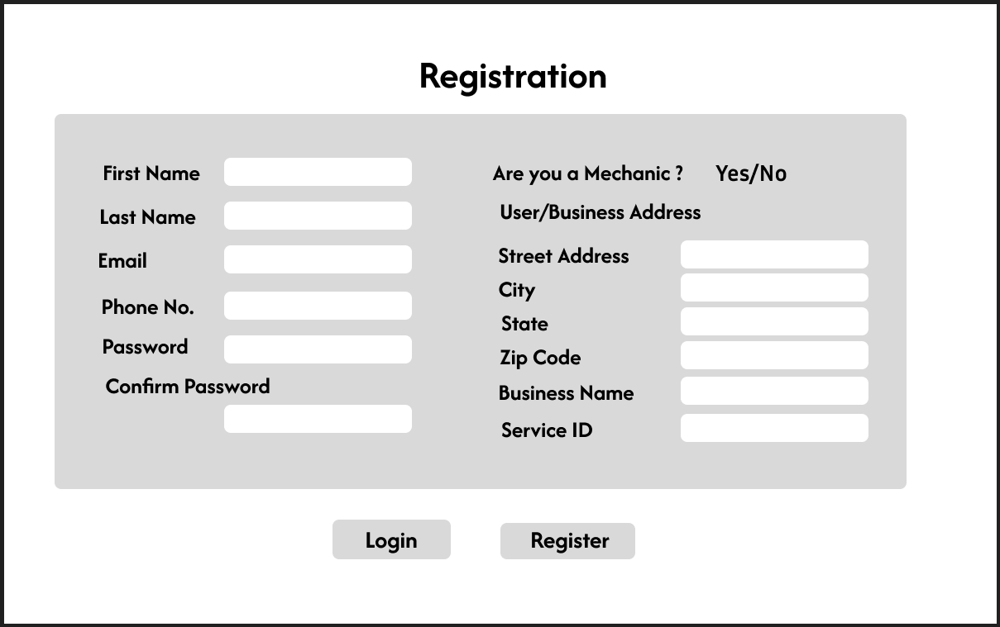 Registration
First Name
Last Name
Email
Phone No.
Password
Confirm Password
Are you a Mechanic ? Yes/No
User/Business Address
Street Address
City
State
Zip Code
Business Name
Service ID
Login
Register